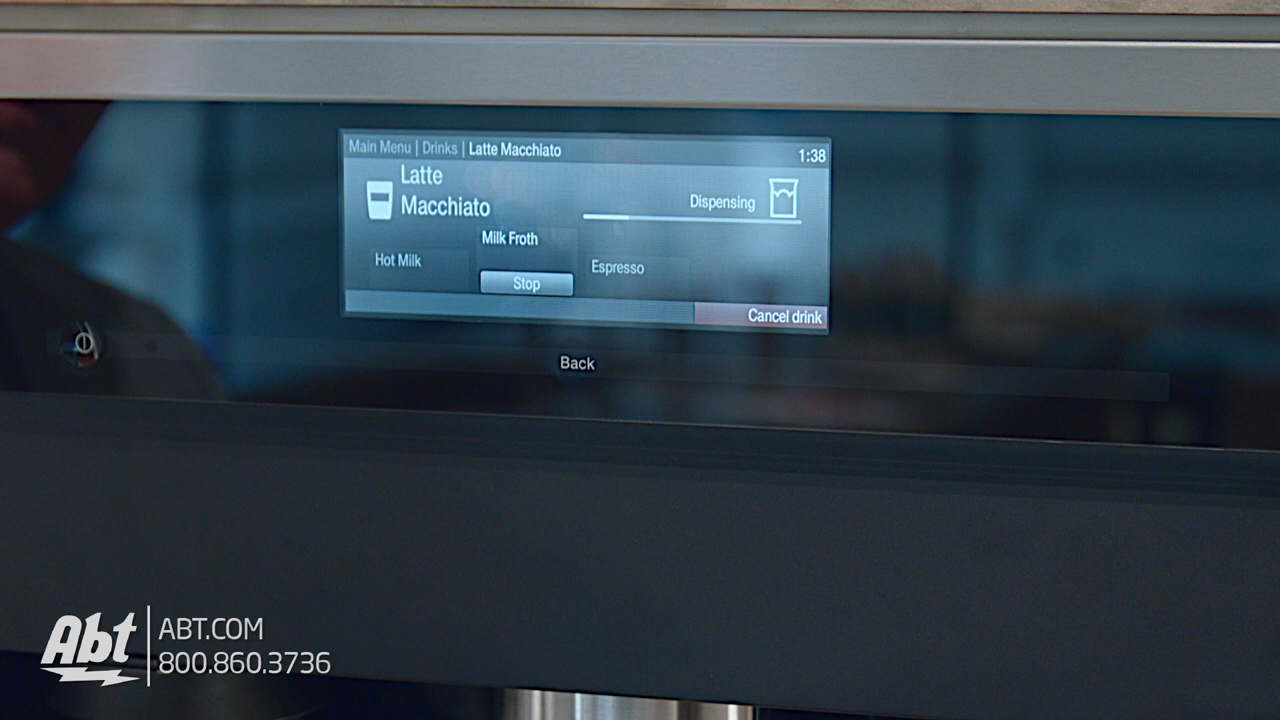 Main Menu | Drinks | Latte Macchiato
1:38
Latte
Macchiato
Dispensing
Milk Froth
Hot Milk
Espresso
Stop
Cancel drink
Back
Abt
ABT.COM
800.860.3736